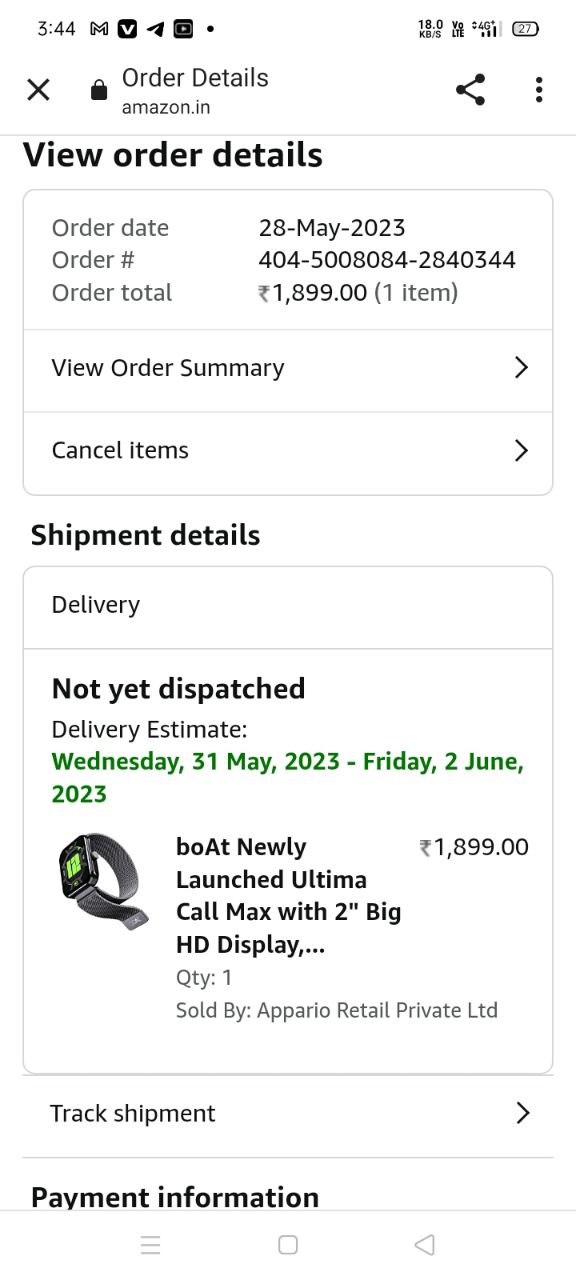 3:44
18.0 KB/S Vo LTE 4G+ 27
Order Details
amazon.in
View order details
Order date 28-May-2023
Order # 404-5008084-2840344
Order total ₹1,899.00 (1 item)
View Order Summary
Cancel items
Shipment details
Delivery
Not yet dispatched
Delivery Estimate:
Wednesday, 31 May, 2023 - Friday, 2 June,
2023
boAt Newly ₹1,899.00
Launched Ultima
Call Max with 2" Big
HD Display,...
Qty: 1
Sold By: Appario Retail Private Ltd
Track shipment
Payment information